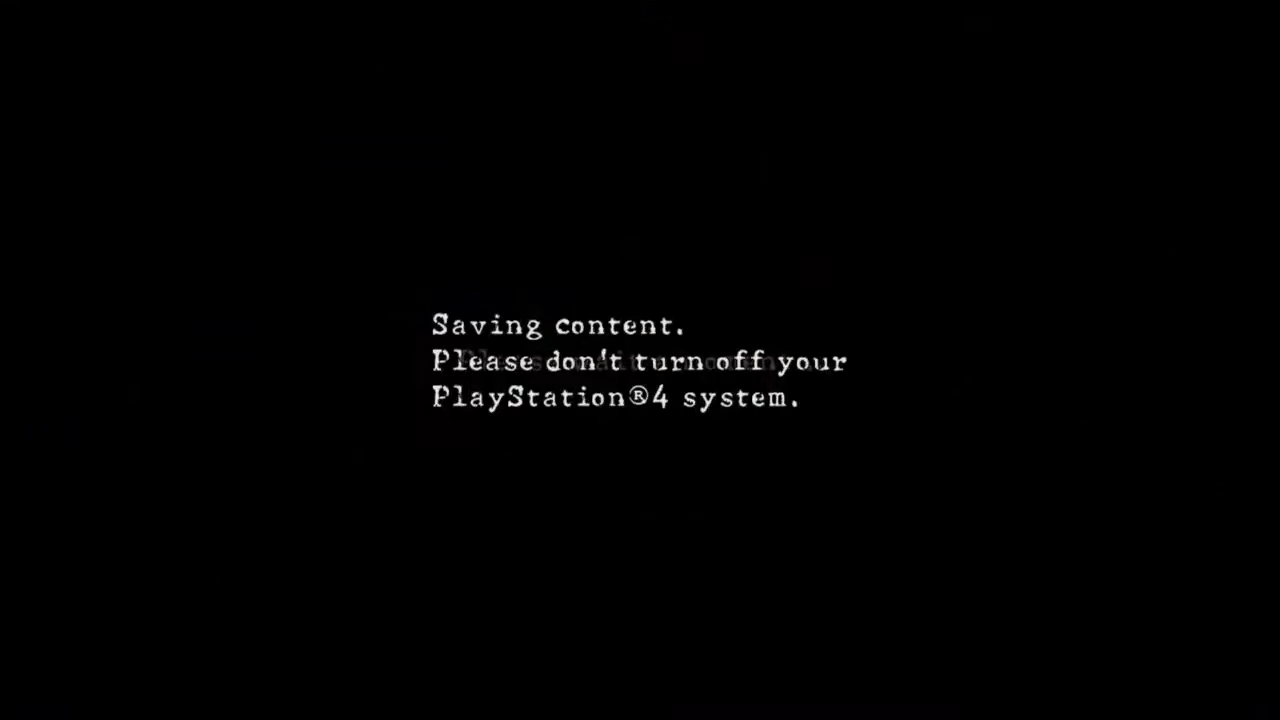 Saving content.
Please don't turn off your
PlayStation®4 system.